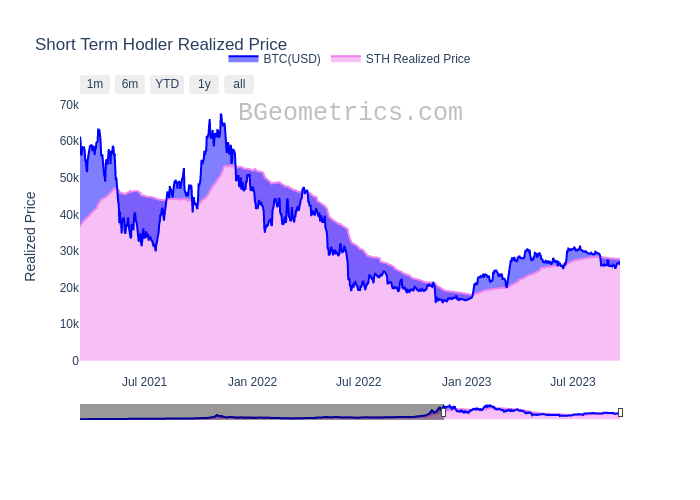 Short Term Hodler Realized Price
BTC(USD) STH Realized Price
1m 6m YTD 1y all
BGeometrics.com
Realized Price
70k
60k
50k
40k
30k
20k
10k
0
Jul 2021 Jan 2022 Jul 2022 Jan 2023 Jul 2023